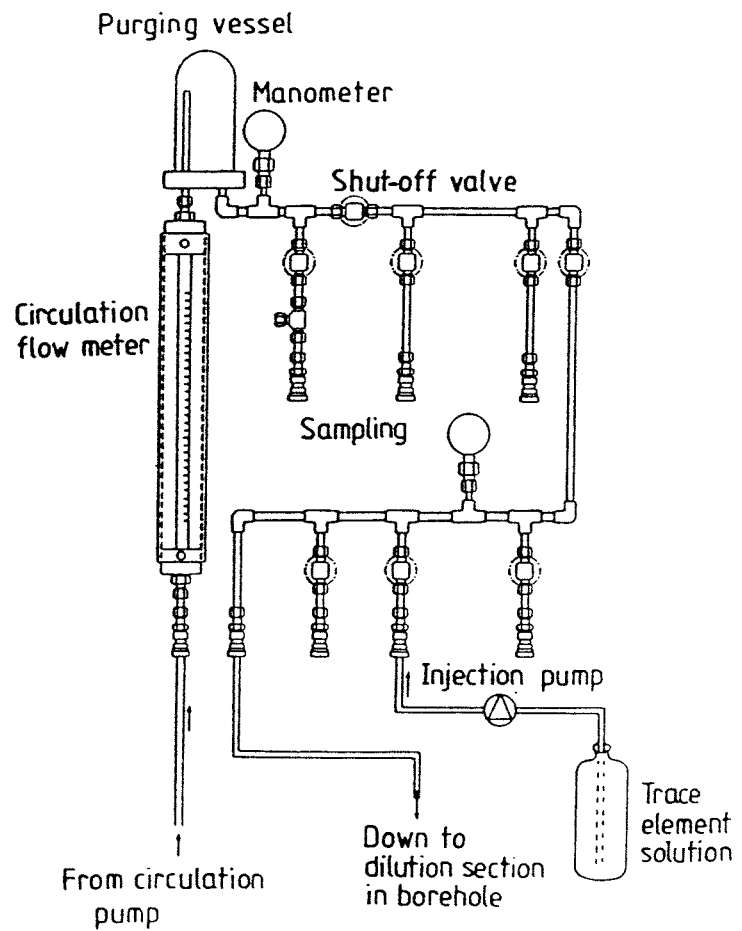 Purging vessel
Manometer
Shut-off valve
Circulation
flow meter
Sampling
Injection pump
Trace
element
solution
Down to
dilution section
in borehole
From circulation
pump